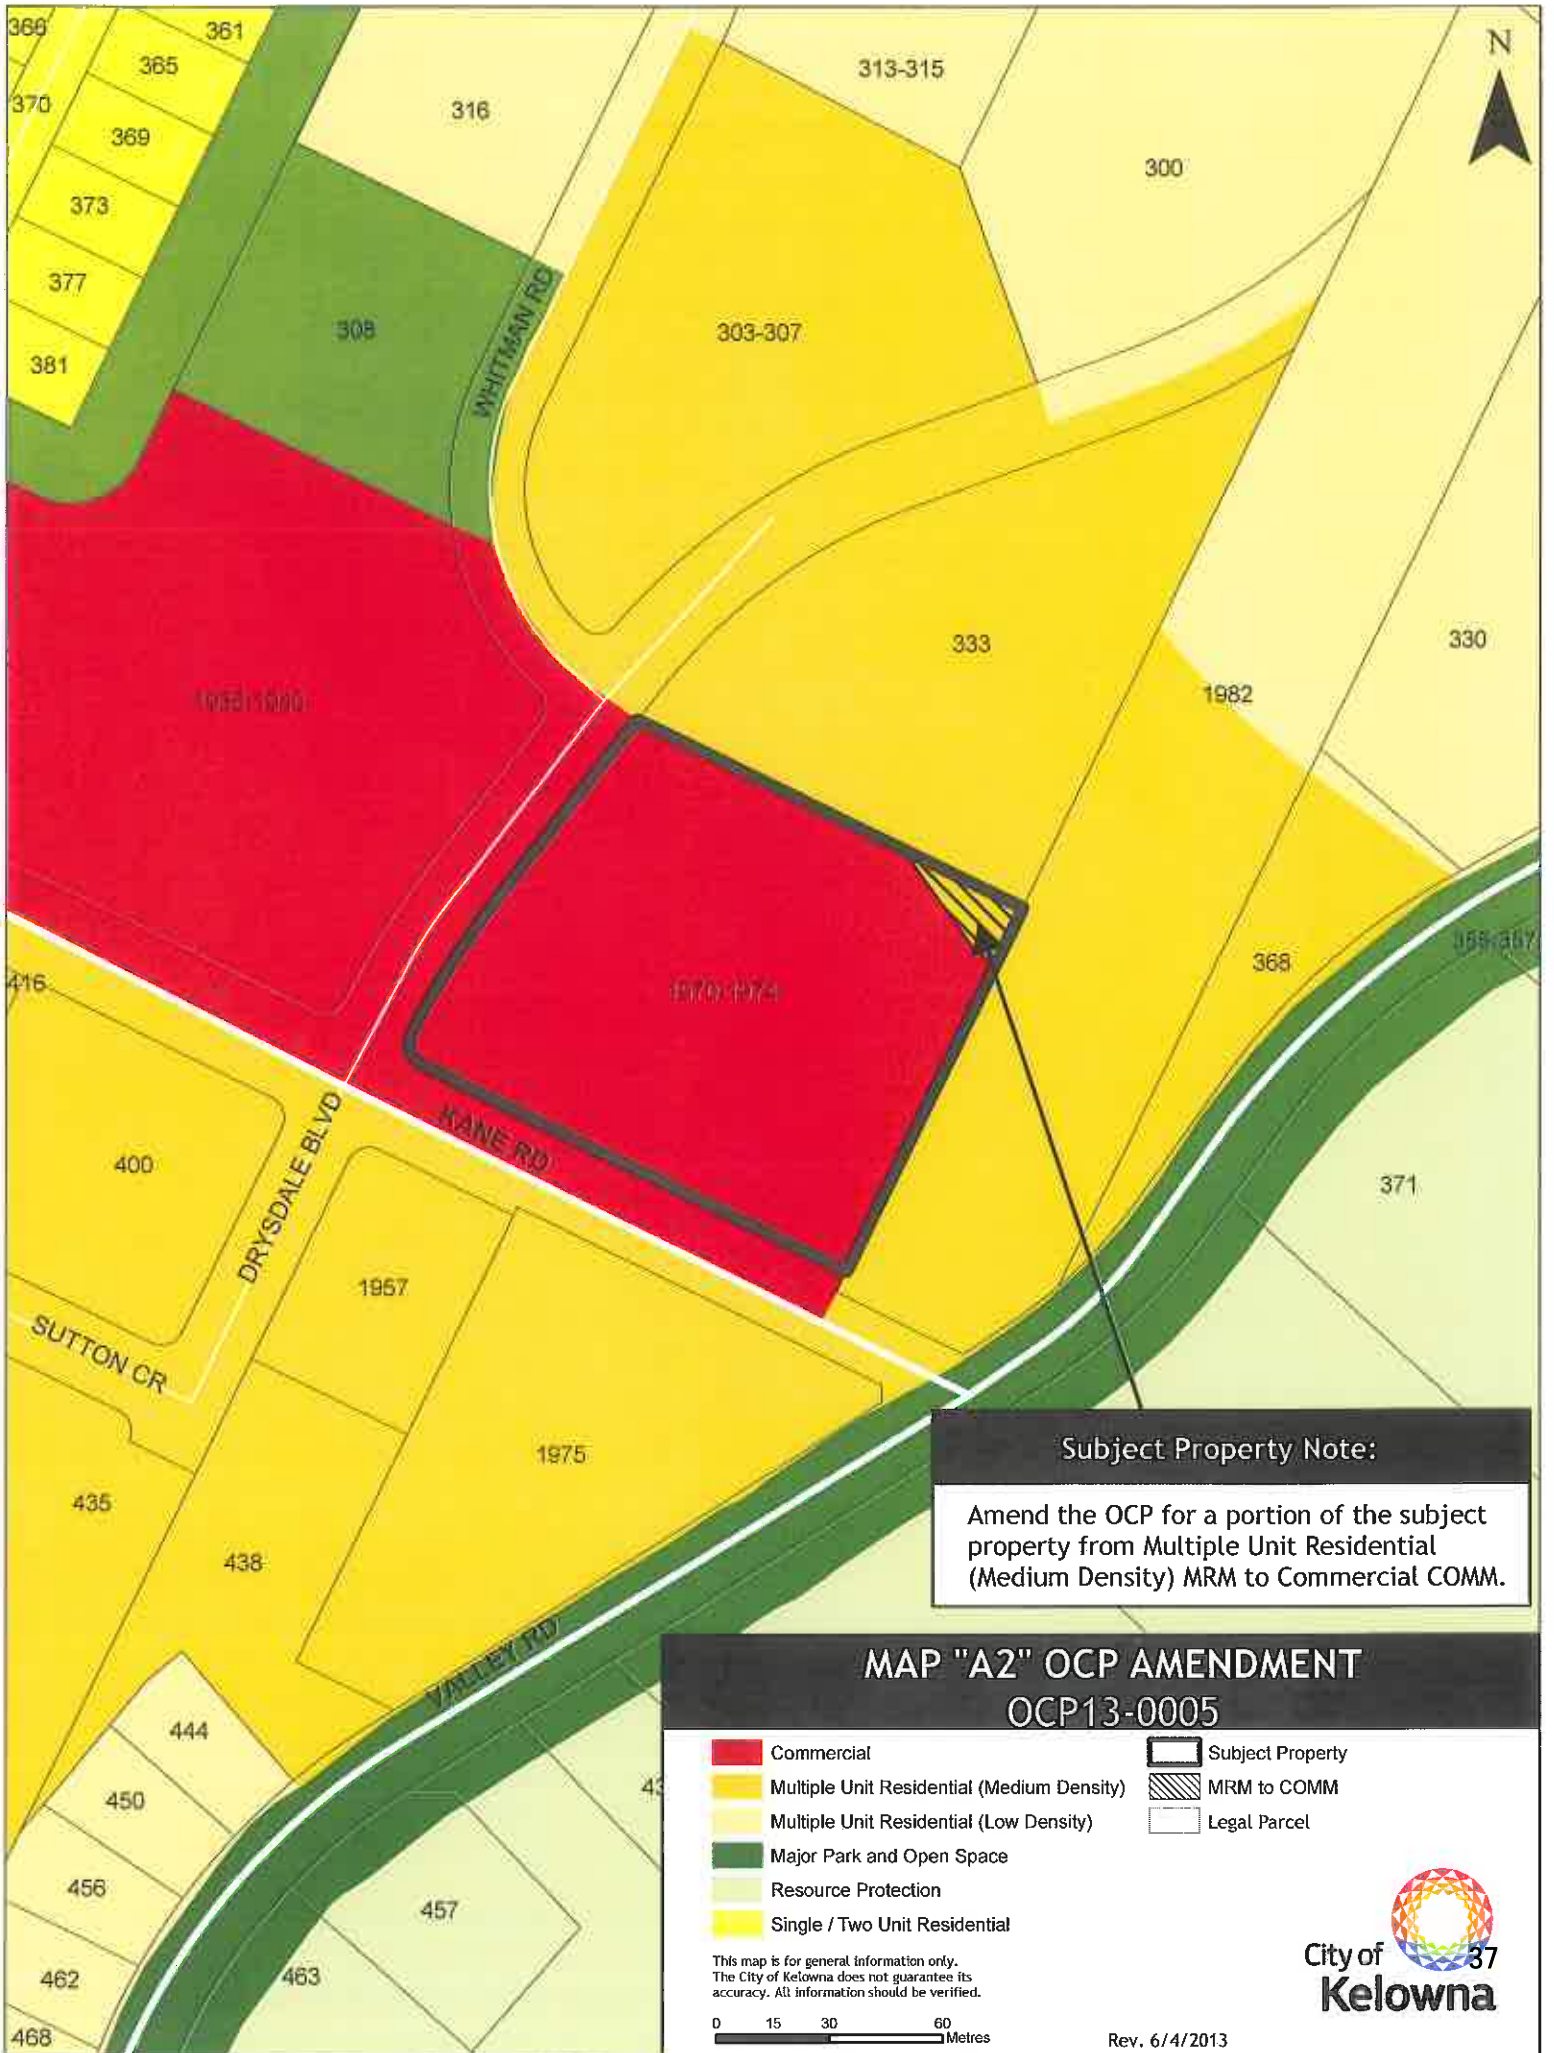 366
361
365
370
369
373
377
381
316
313-315
N
300
308
WHITMAN RD
303-307
333
330
1982
416
368
400
DRYSDALE BLVD
KANE RD
371
1957
SUTTON CR
1975
435
438
VALLEY RD
444
450
456
457
462
463
468
Subject Property Note:
Amend the OCP for a portion of the subject
property from Multiple Unit Residential
(Medium Density) MRM to Commercial COMM.
MAP "A2" OCP AMENDMENT
OCP13-0005
Commercial
Multiple Unit Residential (Medium Density)
Multiple Unit Residential (Low Density)
Major Park and Open Space
Resource Protection
Single / Two Unit Residential
Subject Property
MRM to COMM
Legal Parcel
This map is for general information only.
The City of Kelowna does not guarantee its
accuracy. All information should be verified.
0 15 30 60
Metres
Rev. 6/4/2013
City of
Kelowna
37